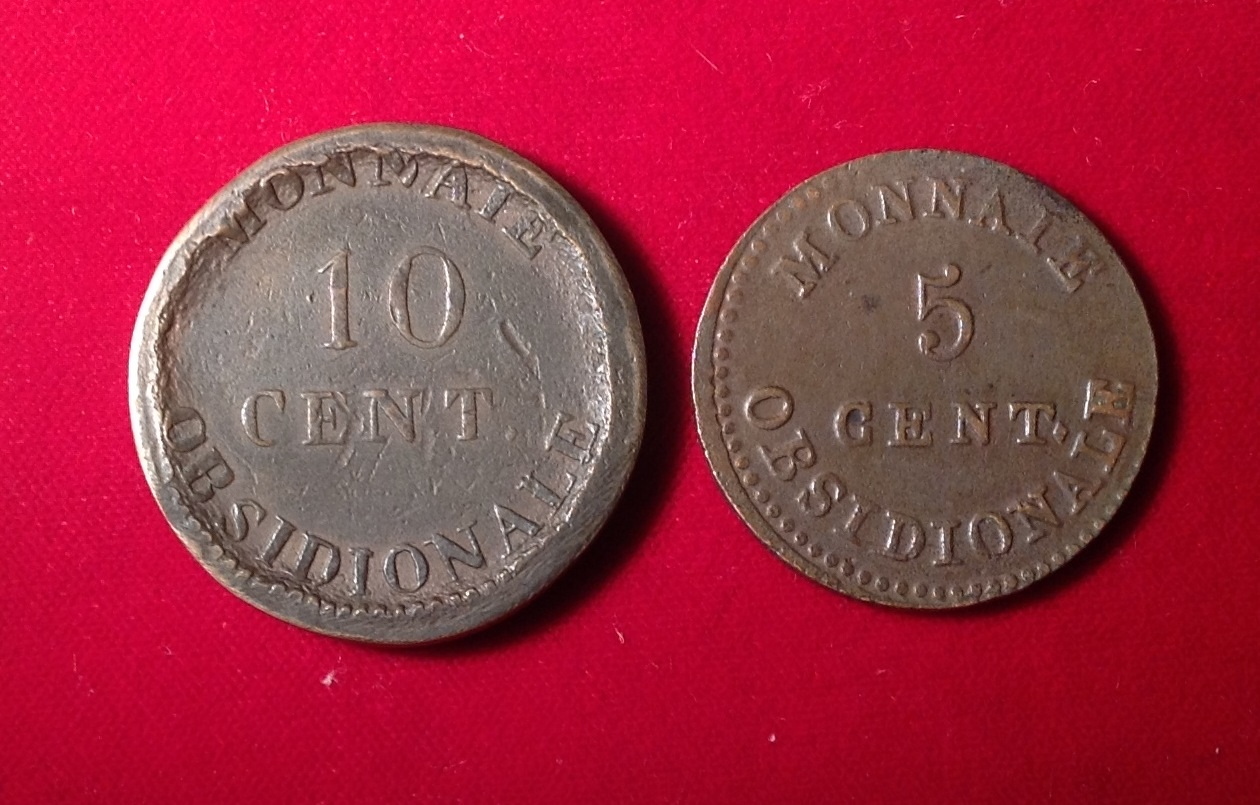 MONNAIE
10
CENT.
OBSIDIONALE
MONNAIE
5
CENT.
OBSIDIONALE